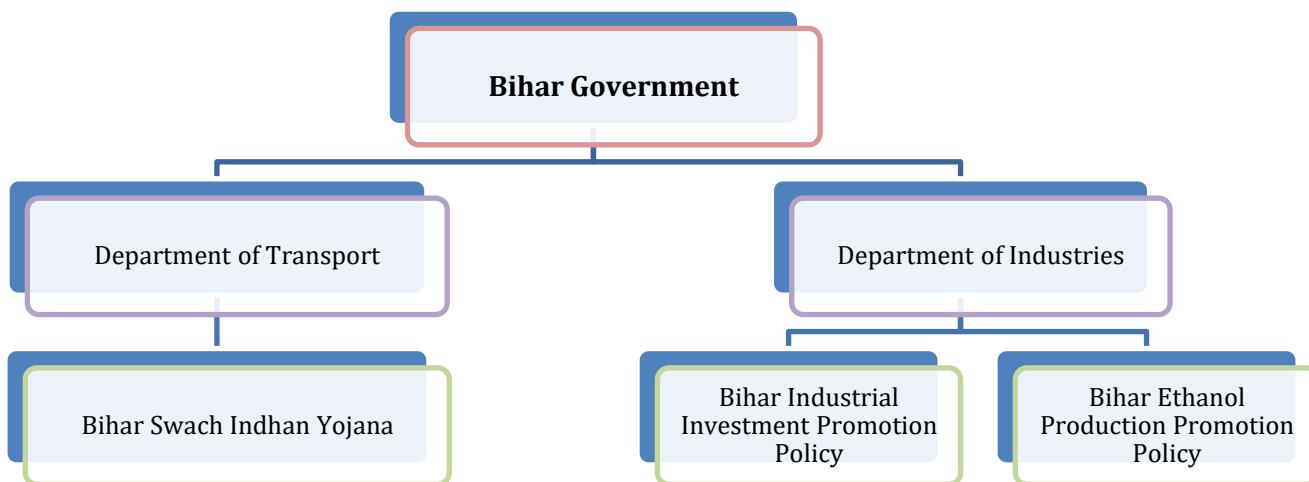 Bihar Government
Department of Transport
Department of Industries
Bihar Swach Indhan Yojana
Bihar Industrial
Investment Promotion
Policy
Bihar Ethanol
Production Promotion
Policy